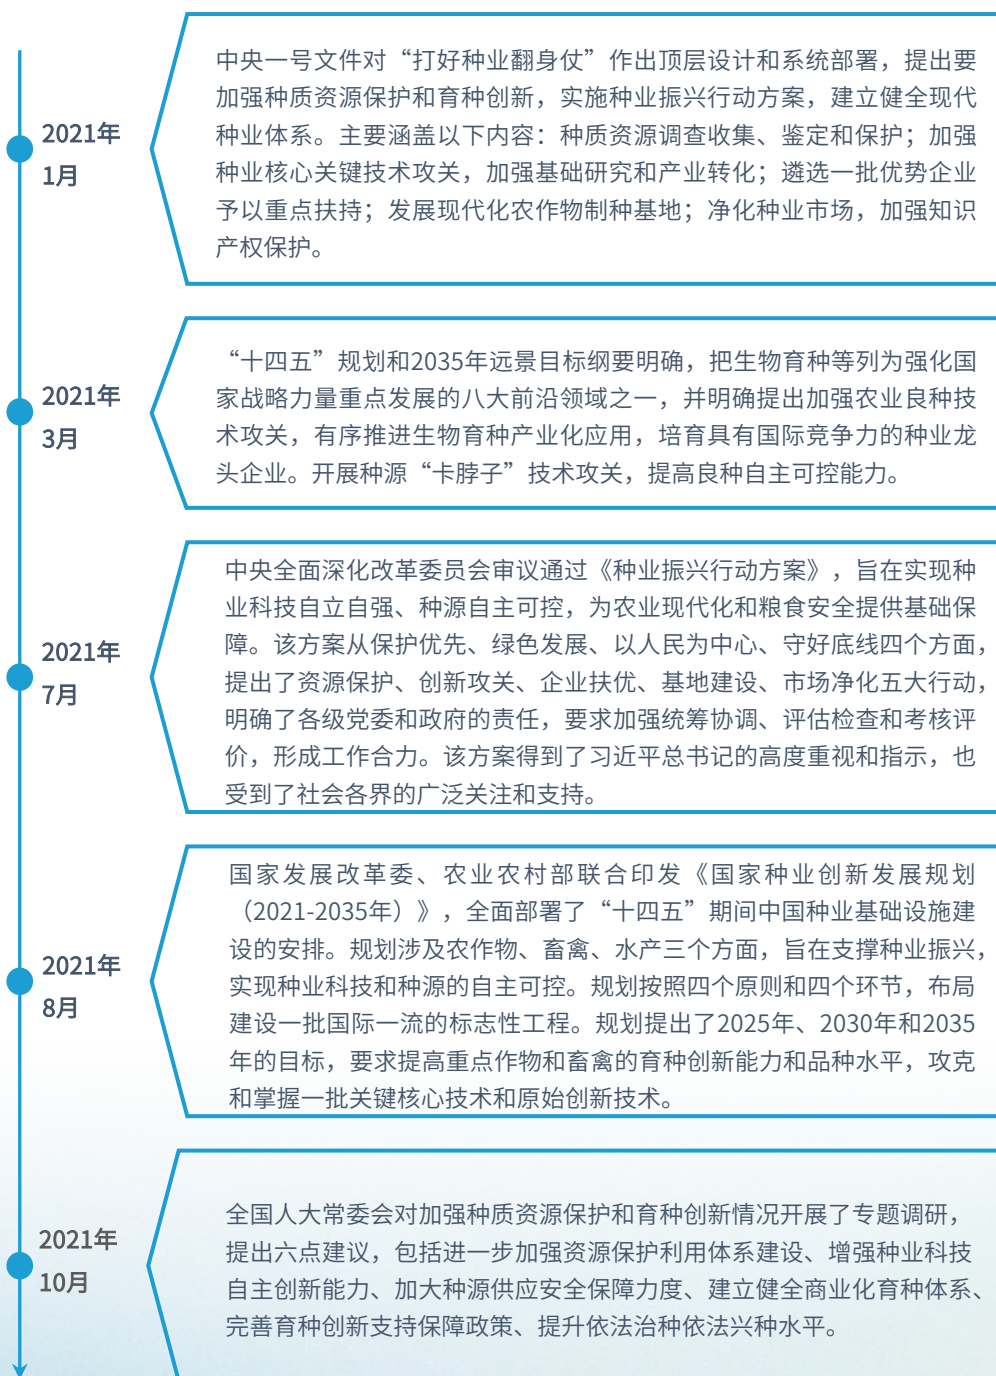 2021年
1月
中央一号文件对“打好种业翻身仗”作出顶层设计和系统部署，提出要
加强种质资源保护和育种创新，实施种业振兴行动方案，建立健全现代
种业体系。主要涵盖以下内容：种质资源调查收集、鉴定和保护；加强
种业核心关键技术攻关，加强基础研究和产业转化；遴选一批优势企业
予以重点扶持；发展现代化农作物制种基地；净化种业市场，加强知识
产权保护。
2021年
3月
“十四五”规划和2035年远景目标纲要明确，把生物育种等列为强化国
家战略力量重点发展的八大前沿领域之一，并明确提出加强农业良种技
术攻关，有序推进生物育种产业化应用，培育具有国际竞争力的种业龙
头企业。开展种源“卡脖子”技术攻关，提高良种自主可控能力。
2021年
7月
中央全面深化改革委员会审议通过《种业振兴行动方案》，旨在实现种
业科技自立自强、种源自主可控，为农业现代化和粮食安全提供基础保
障。该方案从保护优先、绿色发展、以人民为中心、守好底线四个方面，
提出了资源保护、创新攻关、企业扶优、基地建设、市场净化五大行动，
明确了各级党委和政府的责任，要求加强统筹协调、评估检查和考核评
价，形成工作合力。该方案得到了习近平总书记的高度重视和指示，也
受到了社会各界的广泛关注和支持。
2021年
8月
国家发展改革委、农业农村部联合印发《国家种业创新发展规划
（2021-2035年）》，全面部署了“十四五”期间中国种业基础设施建
设的安排。规划涉及农作物、畜禽、水产三个方面，旨在支撑种业振兴，
实现种业科技和种源的自主可控。规划按照四个原则和四个环节，布局
建设一批国际一流的标志性工程。规划提出了2025年、2030年和2035
年的目标，要求提高重点作物和畜禽的育种创新能力和品种水平，攻克
和掌握一批关键核心技术和原始创新技术。
2021年
10月
全国人大常委会对加强种质资源保护和育种创新情况开展了专题调研，
提出六点建议，包括进一步加强资源保护利用体系建设、增强种业科技
自主创新能力、加大种源供应安全保障力度、建立健全商业化育种体系、
完善育种创新支持保障政策、提升依法治种依法兴种水平。